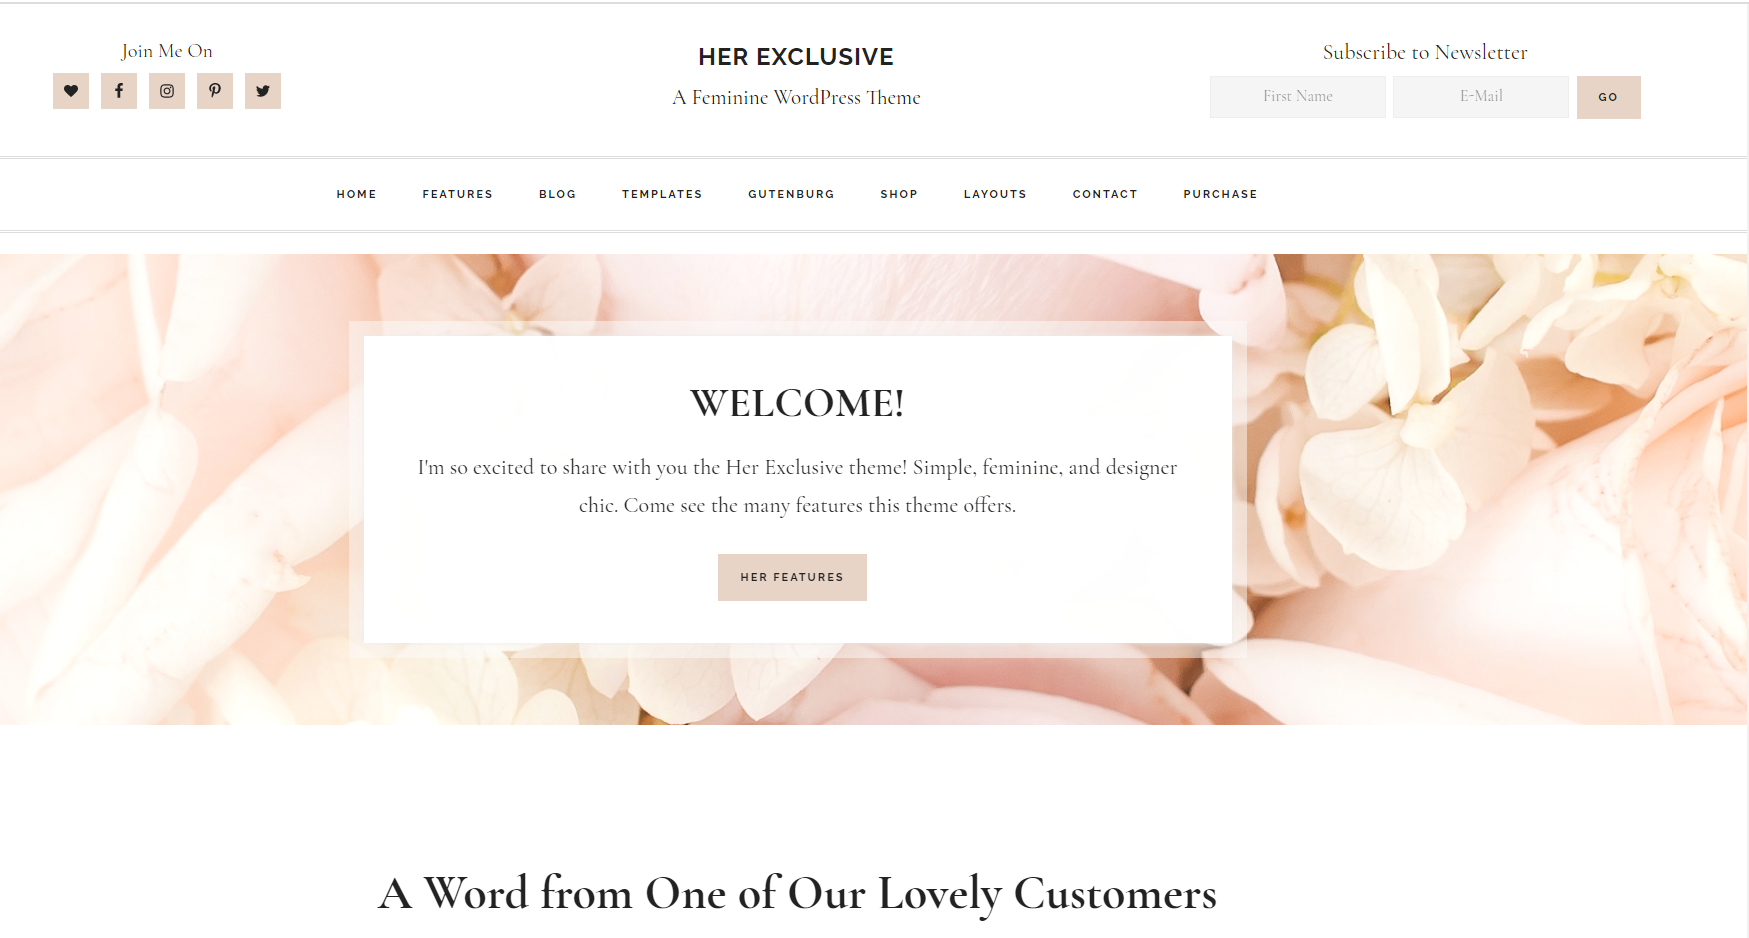 Join Me On
HER EXCLUSIVE
A Feminine WordPress Theme
Subscribe to Newsletter
First Name
E-Mail
GO
HOME FEATURES BLOG TEMPLATES GUTENBURG SHOP LAYOUTS CONTACT PURCHASE
WELCOME!
I'm so excited to share with you the Her Exclusive theme! Simple, feminine, and designer
chic. Come see the many features this theme offers.
HER FEATURES
A Word from One of Our Lovely Customers